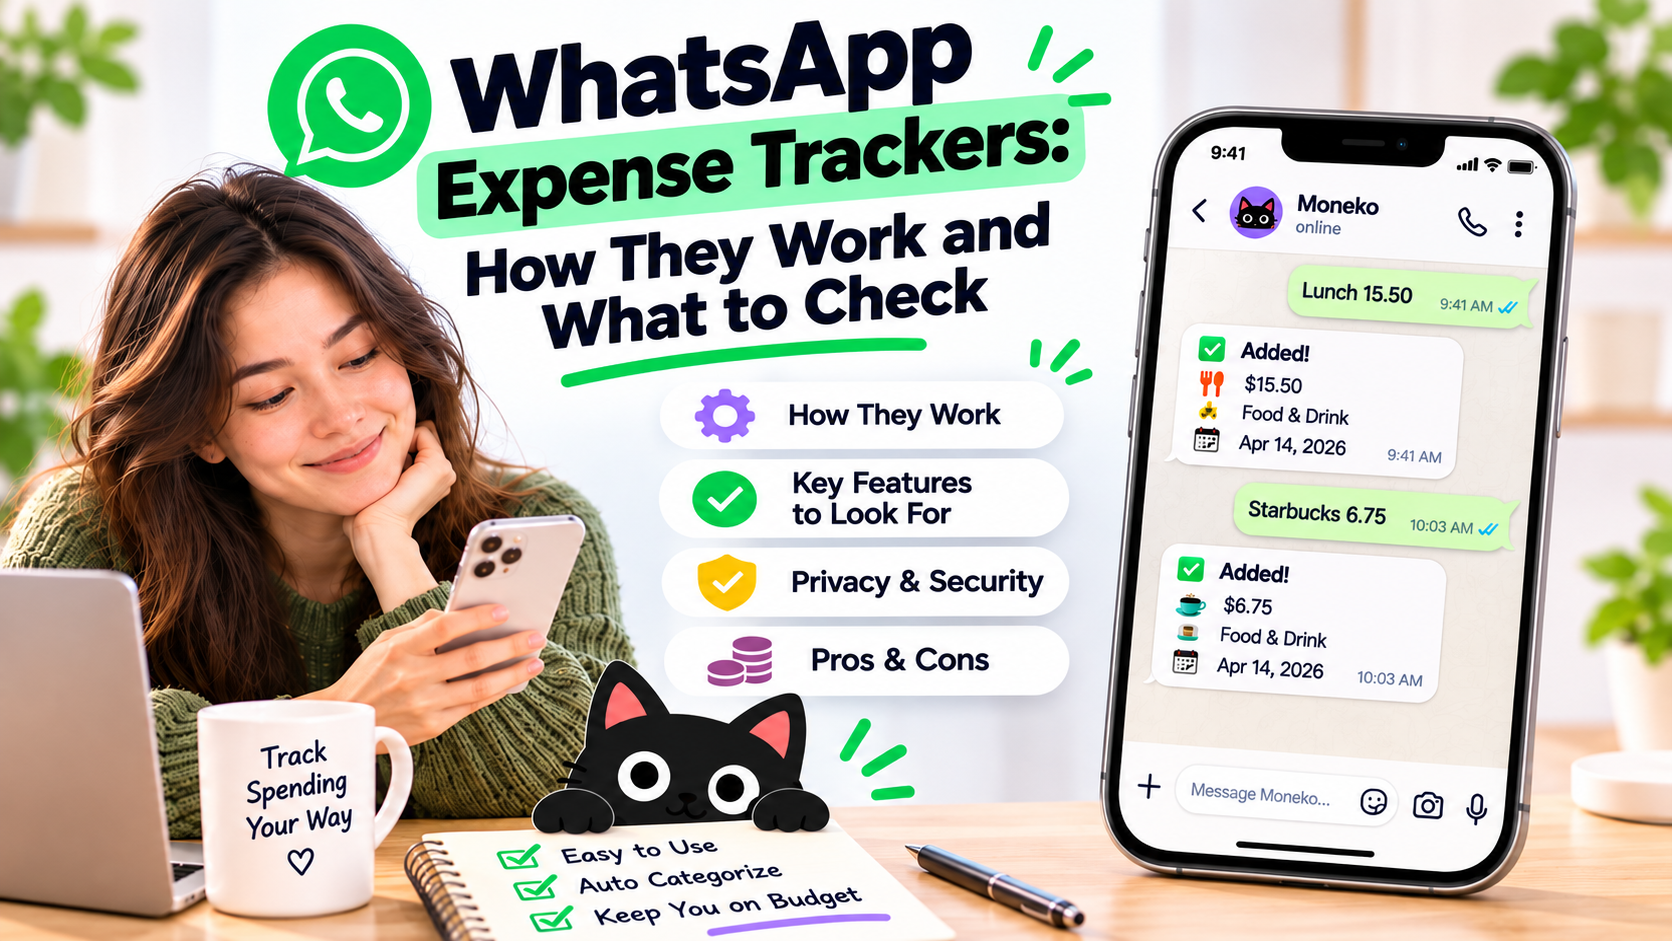 WhatsApp
Expense Trackers:
How They Work and
What to Check
How They Work
Key Features
to Look For
Privacy & Security
Pros & Cons
Track
Spending
Your Way
Easy to Use
Auto Categorize
Keep You on Budget
9:41
Moneko
online
Lunch 15.50 9:41 AM
Added!
$15.50
Food & Drink
Apr 14, 2026 9:41 AM
Starbucks 6.75 10:03 AM
Added!
$6.75
Food & Drink
Apr 14, 2026 10:03 AM
Message Moneko...